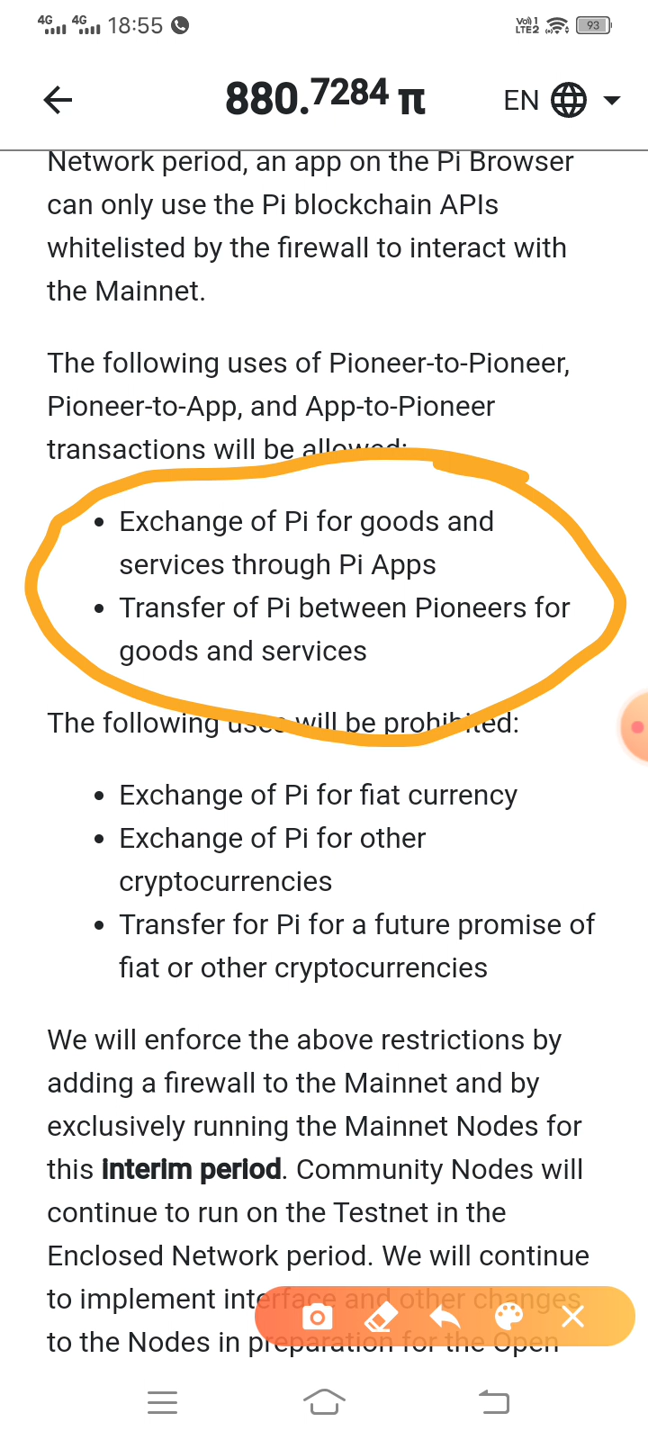 4G 4G 18:55 Vo) 1 LTE2 93
880.7284 π EN
Network period, an app on the Pi Browser
can only use the Pi blockchain APIs
whitelisted by the firewall to interact with
the Mainnet.
The following uses of Pioneer-to-Pioneer,
Pioneer-to-App, and App-to-Pioneer
transactions will be allowed:
• Exchange of Pi for goods and
services through Pi Apps
• Transfer of Pi between Pioneers for
goods and services
The following uses will be prohibited:
• Exchange of Pi for fiat currency
• Exchange of Pi for other
cryptocurrencies
• Transfer for Pi for a future promise of
fiat or other cryptocurrencies
We will enforce the above restrictions by
adding a firewall to the Mainnet and by
exclusively running the Mainnet Nodes for
this interim period. Community Nodes will
continue to run on the Testnet in the
Enclosed Network period. We will continue
to implement interface and other changes
to the Nodes in preparation for the Open